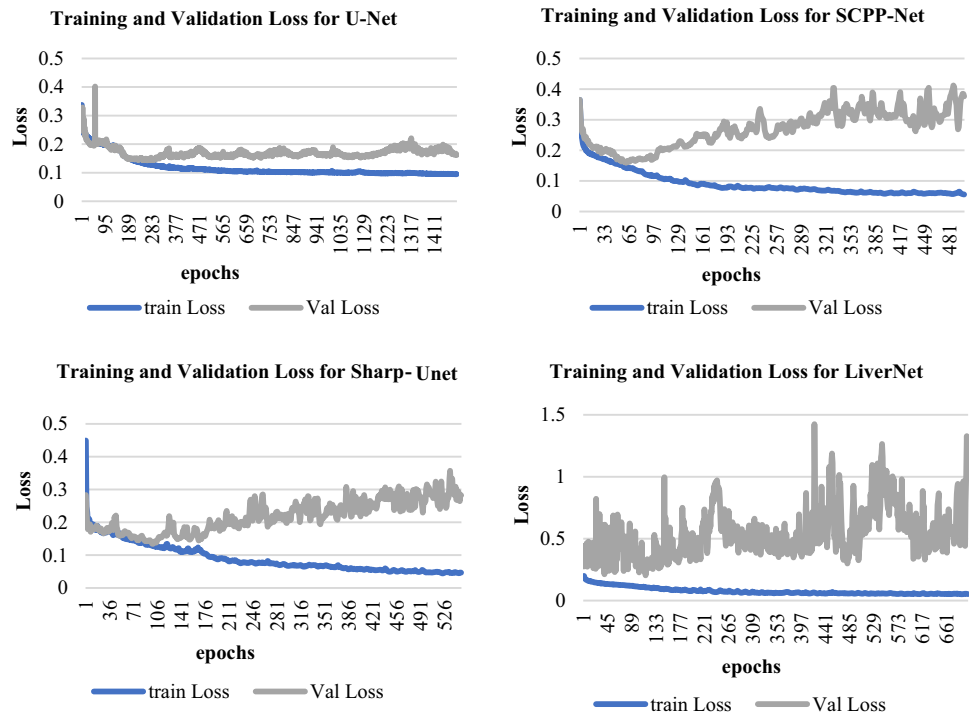 Training and Validation Loss for U-Net
0.5
0.4
0.3
0.2
0.1
0
Loss
1 95 189 283 377 471 565 659 753 847 941 1035 1129 1223 1317 1411
epochs
train Loss Val Loss
Training and Validation Loss for SCPP-Net
0.5
0.4
0.3
0.2
0.1
0
Loss
1 33 65 97 129 161 193 225 257 289 321 353 385 417 449 481
epochs
train Loss Val Loss
Training and Validation Loss for Sharp-Unet
0.5
0.4
0.3
0.2
0.1
0
Loss
1 36 71 106 141 176 211 246 281 316 351 386 421 456 491 526
epochs
train Loss Val Loss
Training and Validation Loss for LiverNet
1.5
1
0.5
0
Loss
1 45 89 133 177 221 265 309 353 397 441 485 529 573 617 661
epochs
train Loss Val Loss